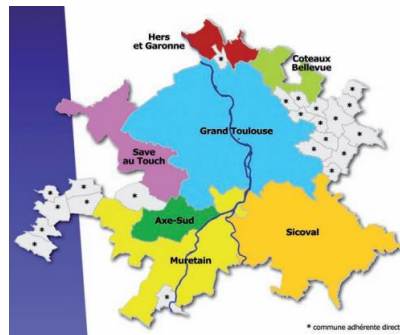 Hers
et Garonne
Coteaux
Bellevue
Grand Toulouse
Save
au Touch
Axe-Sud
Sicoval
Muretain
* commune adhérente direct